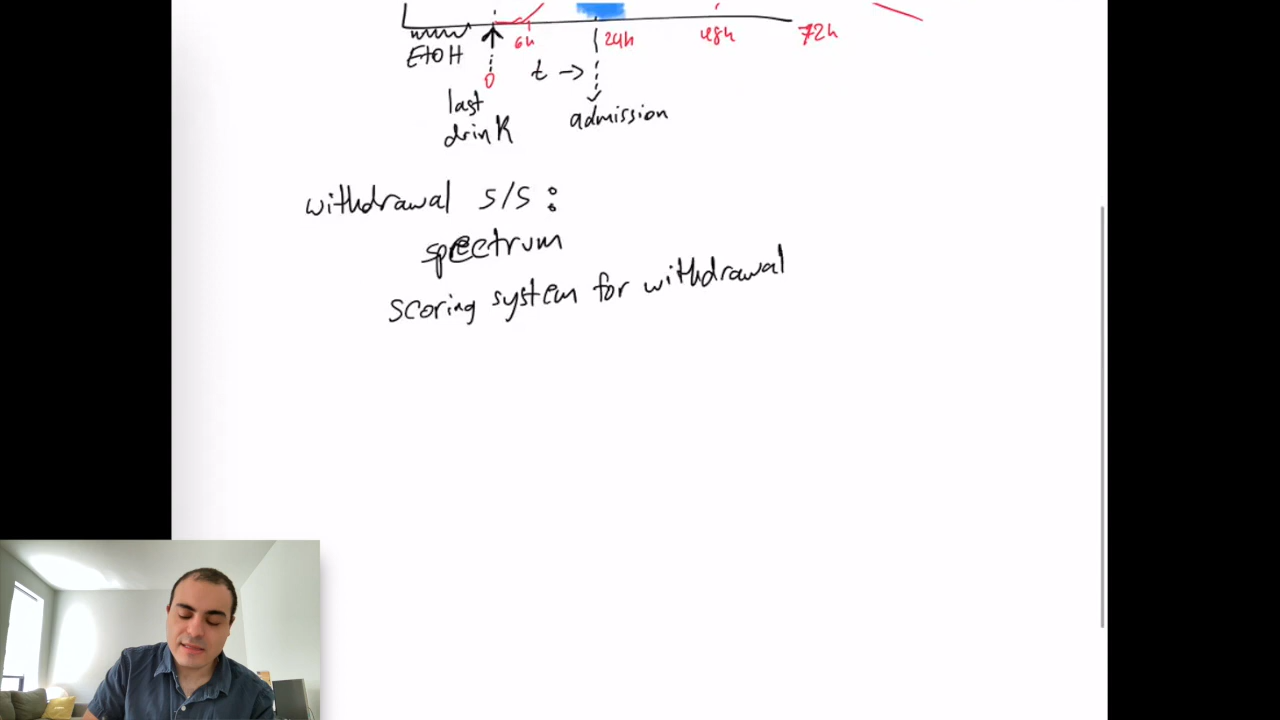 6h 24h 48h 72h
EtOH
0 t →
last
drink
admission
withdrawal s/s:
spectrum
scoring system for withdrawal